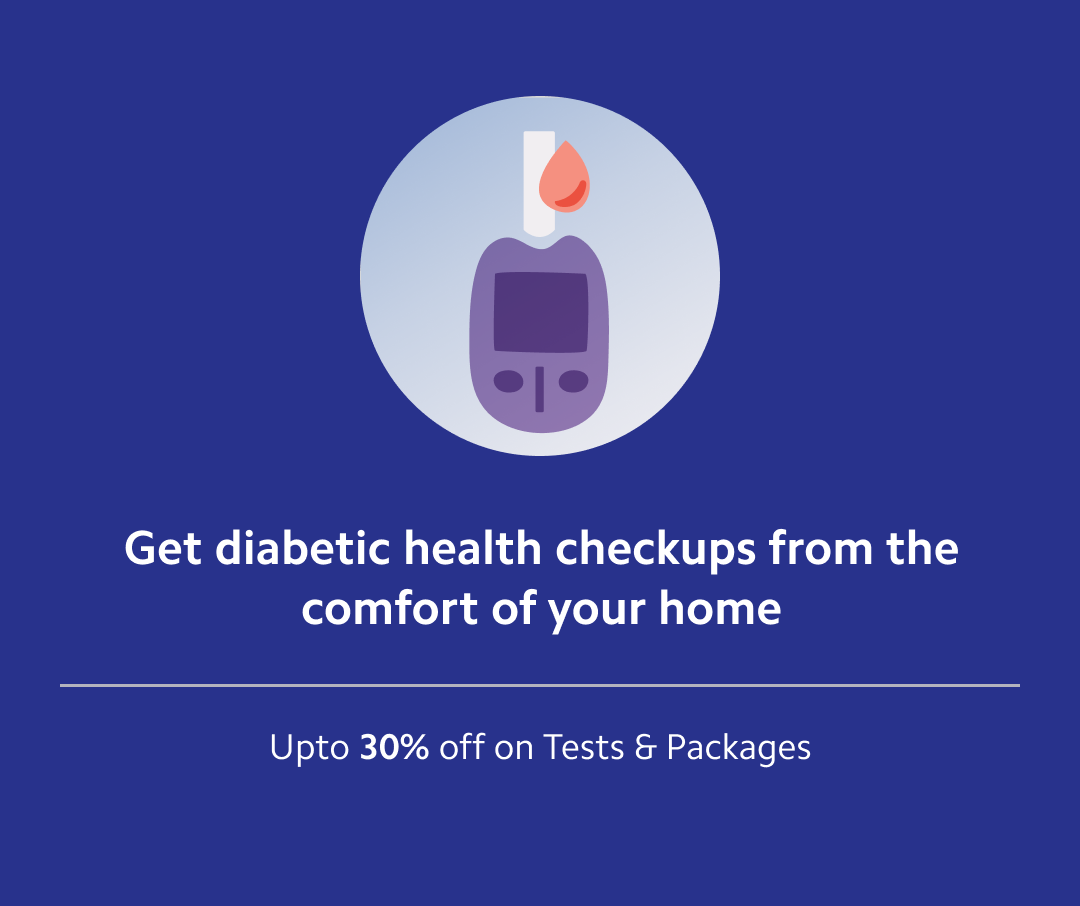 Get diabetic health checkups from the
comfort of your home
Upto 30% off on Tests & Packages